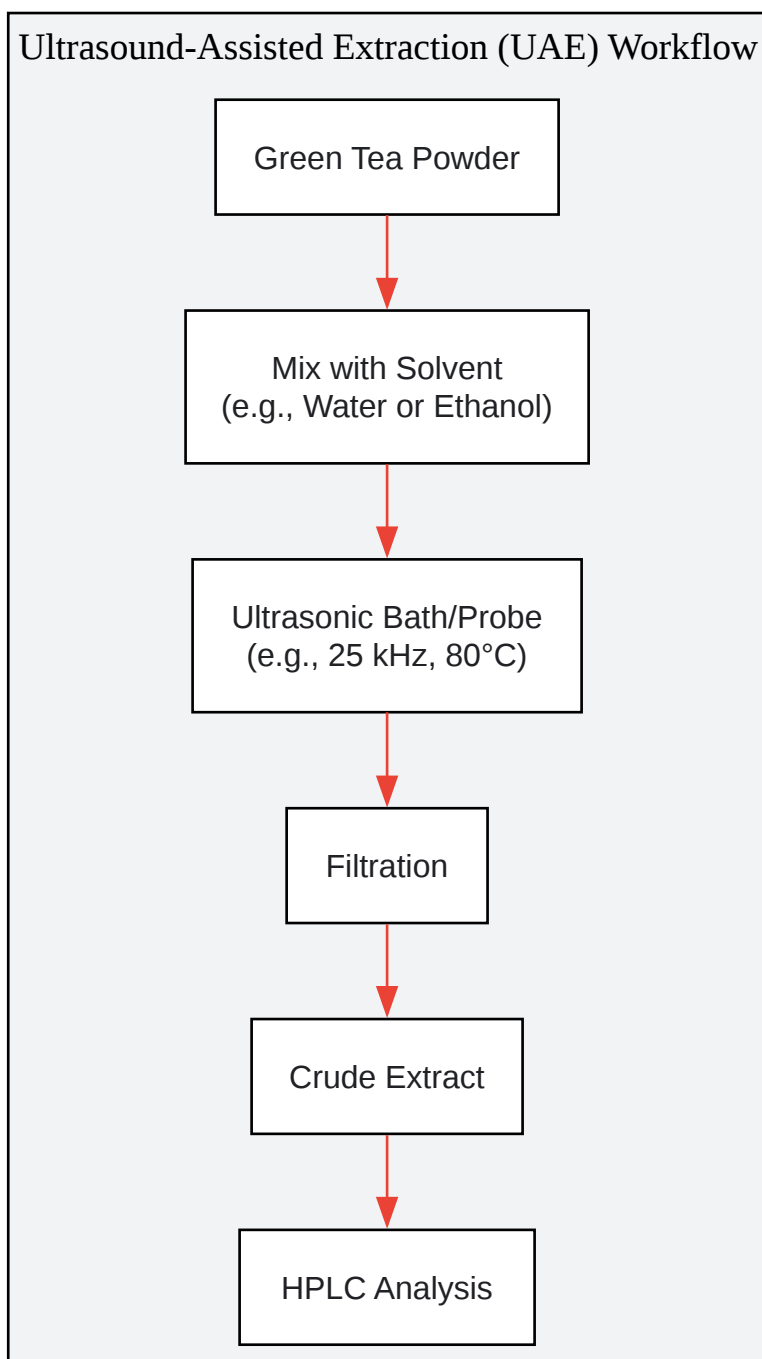 Ultrasound-Assisted Extraction (UAE) Workflow
Green Tea Powder
Mix with Solvent
(e.g., Water or Ethanol)
Ultrasonic Bath/Probe
(e.g., 25 kHz, 80°C)
Filtration
Crude Extract
HPLC Analysis